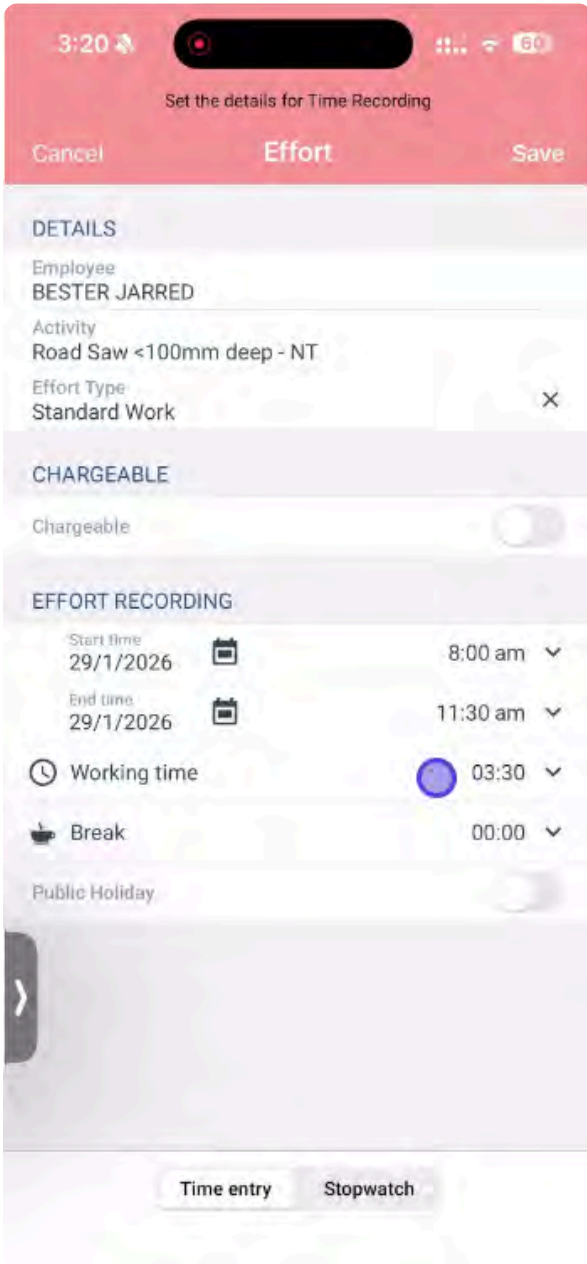 3:20
60
Set the details for Time Recording
Cancel Effort Save
DETAILS
Employee
BESTER JARRED
Activity
Road Saw <100mm deep - NT
Effort Type
Standard Work
CHARGEABLE
Chargeable
EFFORT RECORDING
Start time
29/1/2026 8:00 am
End time
29/1/2026 11:30 am
Working time 03:30
Break 00:00
Public Holiday
Time entry Stopwatch